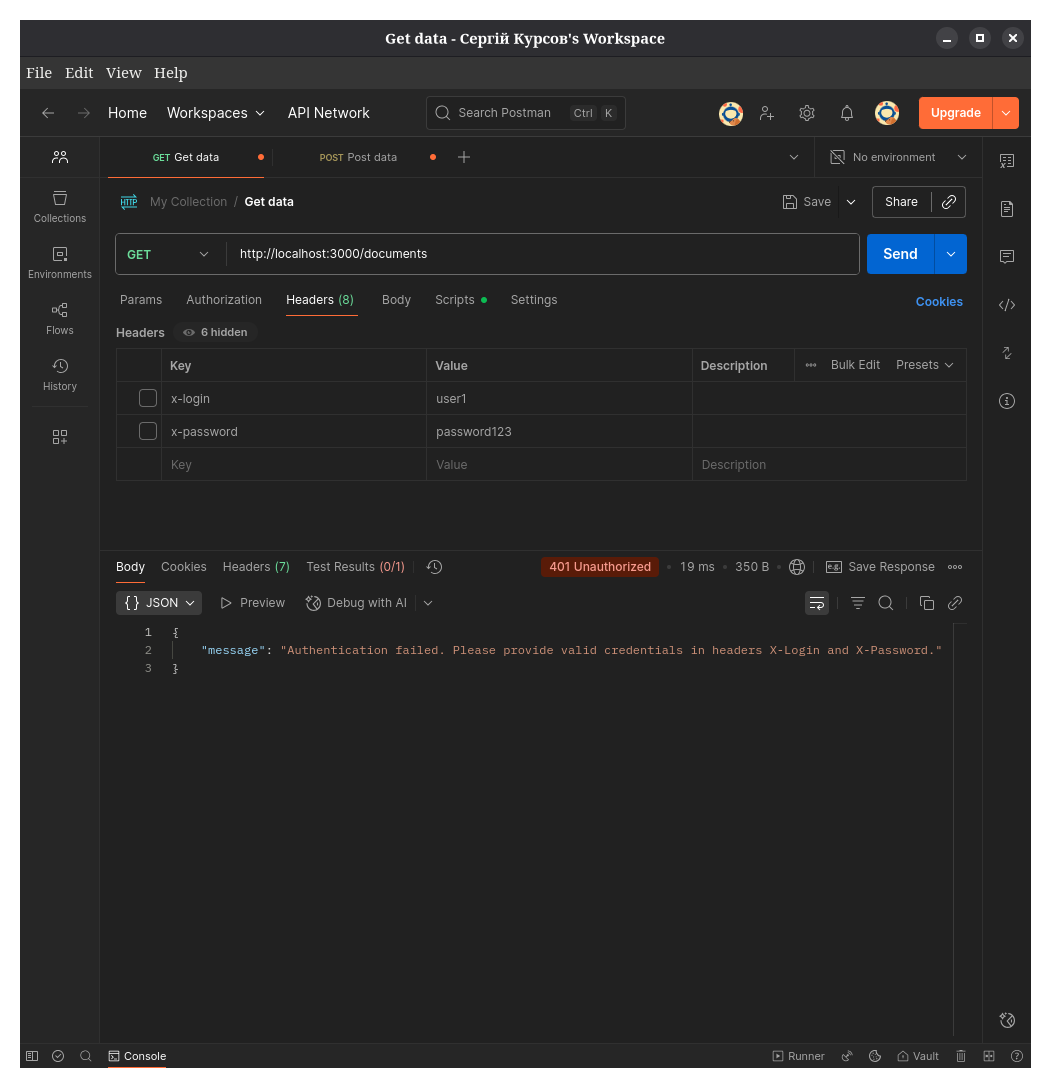 Get data - Сергій Курсов's Workspace
File Edit View Help
Home Workspaces API Network Search Postman Ctrl K Upgrade
GET Get data POST Post data No environment
HTTP My Collection / Get data Save Share
Collections
GET http://localhost:3000/documents Send
Environments
Params Authorization Headers (8) Body Scripts Settings Cookies
Flows
Headers 6 hidden
Key Value Description Bulk Edit Presets
History
x-login user1
x-password password123
Key Value Description
Body Cookies Headers (7) Test Results (0/1) 401 Unauthorized • 19 ms • 350 B e.g. Save Response
{} JSON Preview Debug with AI
1 {
2 "message": "Authentication failed. Please provide valid credentials in headers X-Login and X-Password."
3 }
Console Runner Vault